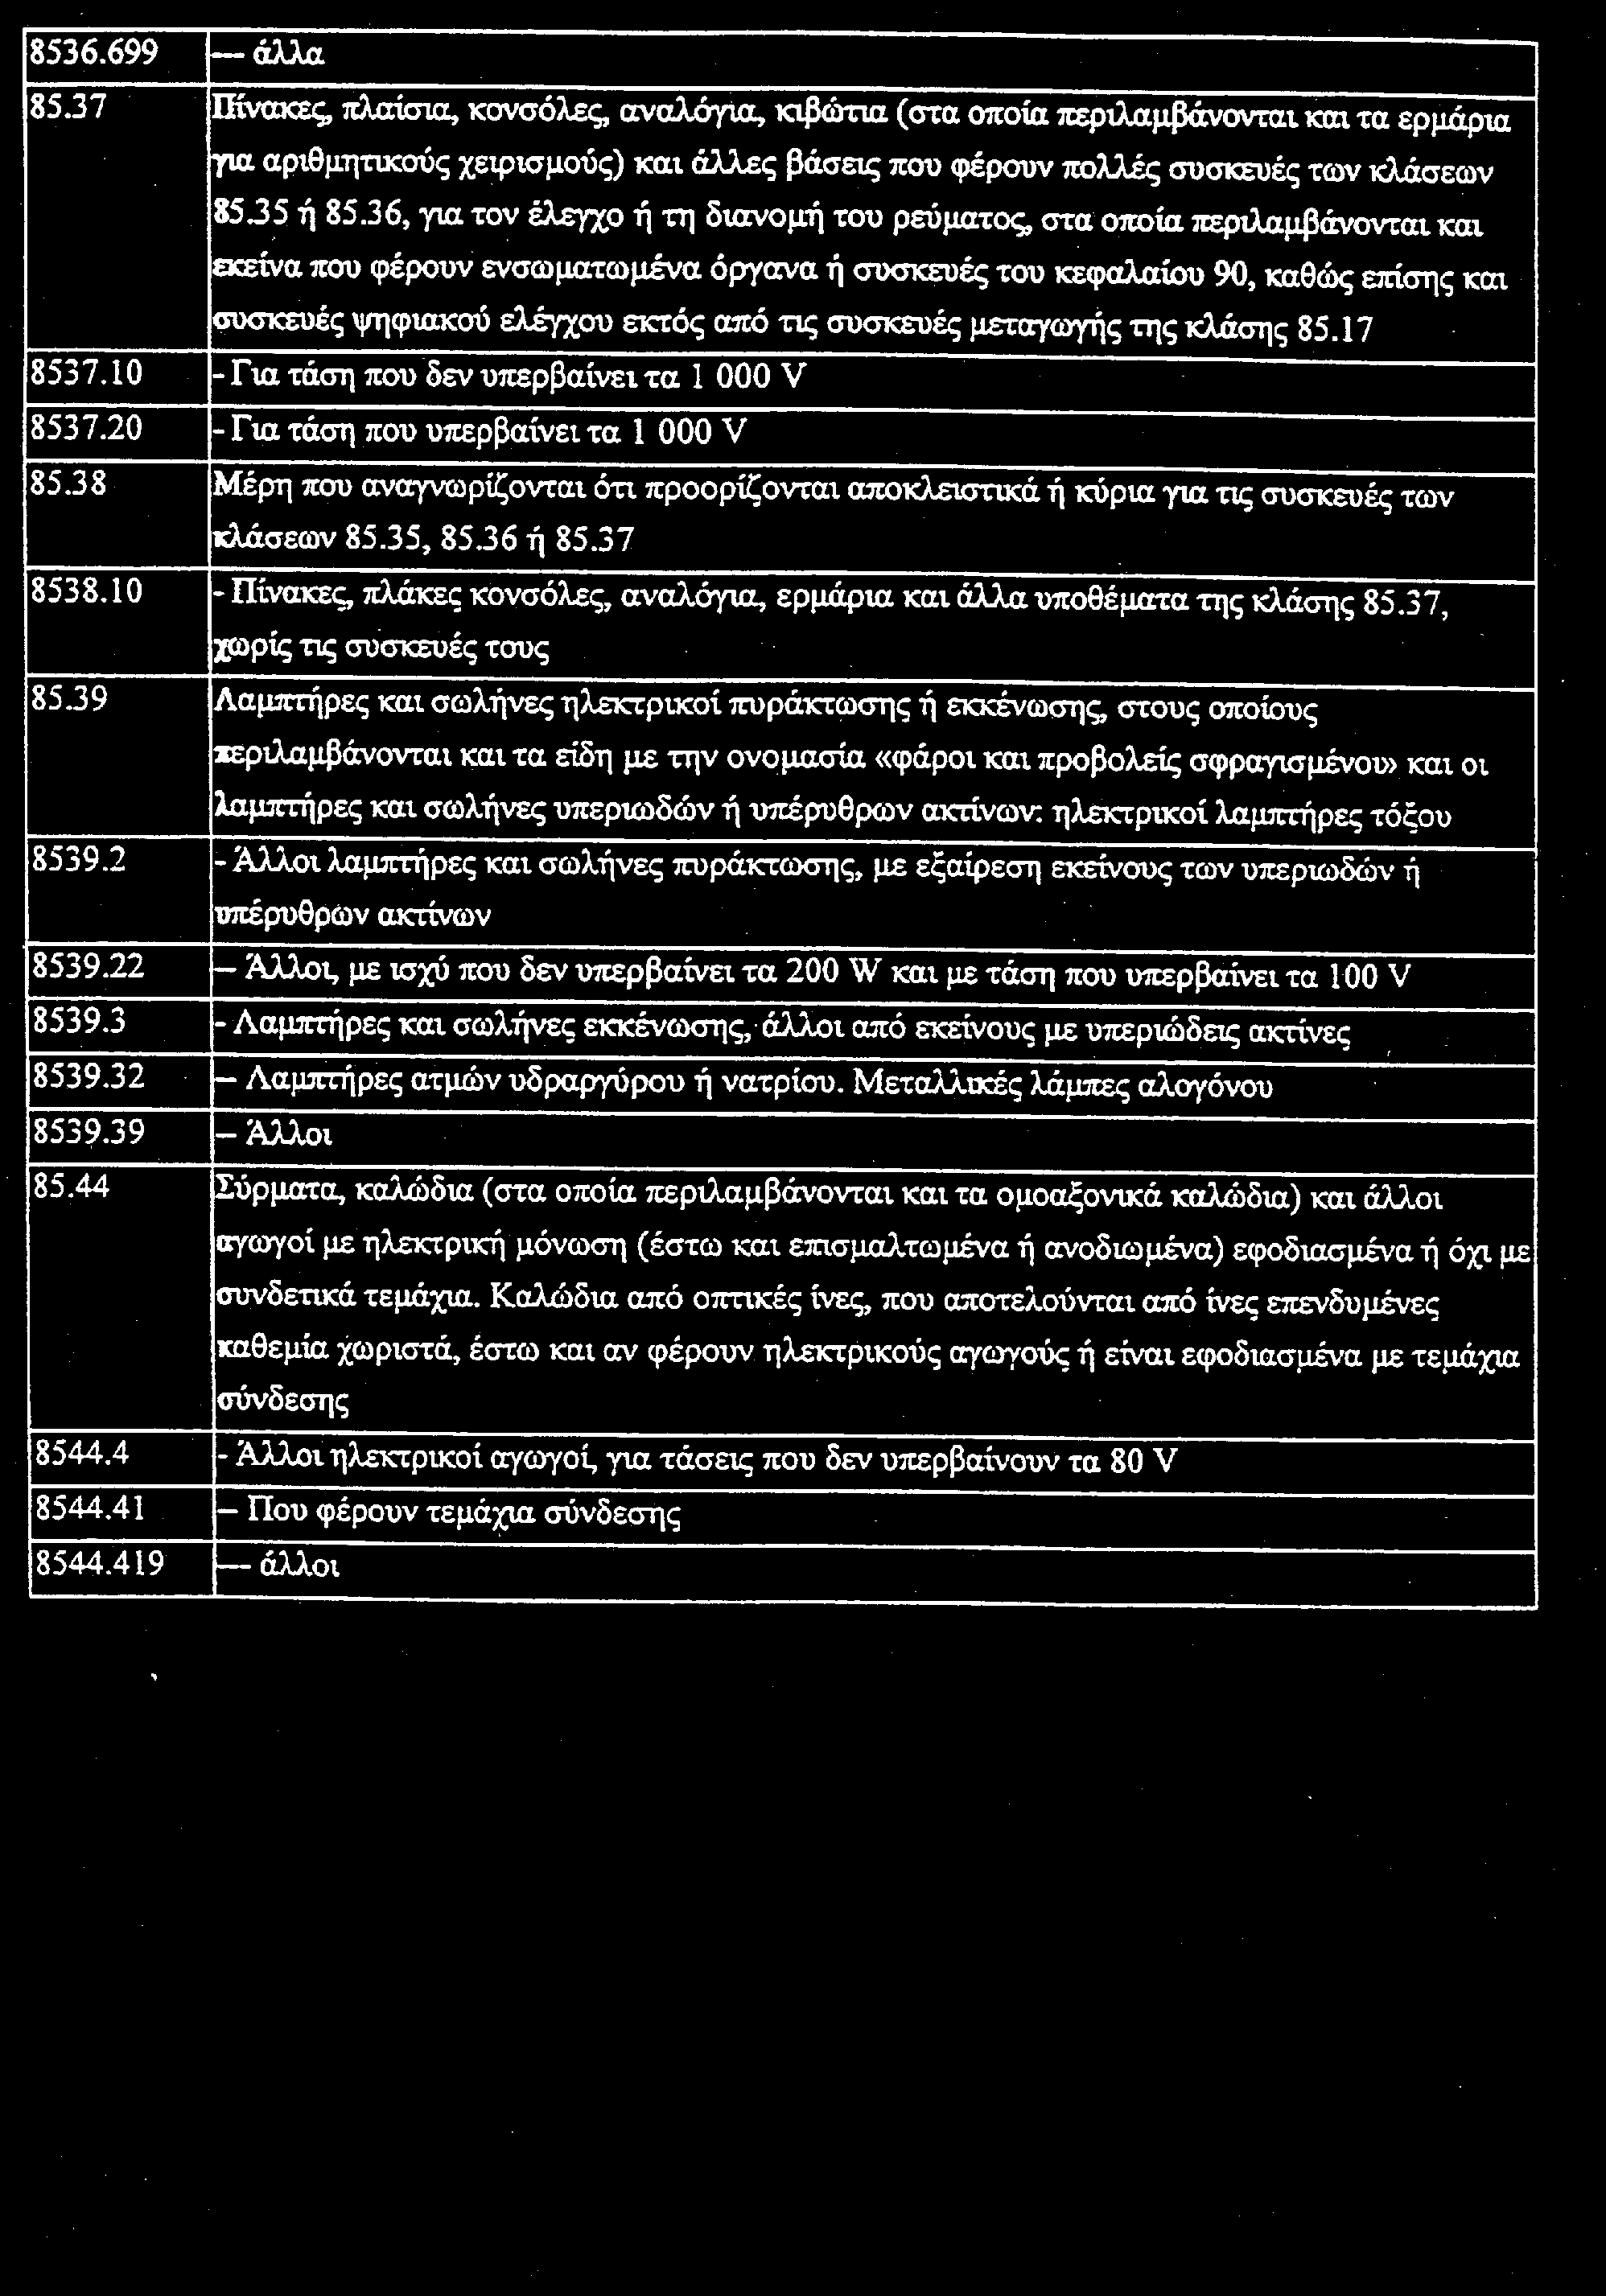 8536.699 — άλλα
85.37 Πίνακες, πλαίσια, κονσόλες, αναλόγια, κιβώτια (στα οποία περιλαμβάνονται και τα ερμάρια
για αριθμητικούς χειρισμούς) και άλλες βάσεις που φέρουν πολλές συσκευές των κλάσεων
85.35 ή 85.36, για τον έλεγχο ή τη διανομή του ρεύματος, στα οποία περιλαμβάνονται και
εκείνα που φέρουν ενσωματωμένα όργανα ή συσκευές του κεφαλαίου 90, καθώς επίσης και
συσκευές ψηφιακού ελέγχου εκτός από τις συσκευές μεταγωγής της κλάσης 85.17
8537.10 - Για τάση που δεν υπερβαίνει τα 1 000 V
8537.20 - Για τάση που υπερβαίνει τα 1 000 V
85.38 Μέρη που αναγνωρίζονται ότι προορίζονται αποκλειστικά ή κύρια για τις συσκευές των
κλάσεων 85.35, 85.36 ή 85.37
8538.10 - Πίνακες, πλάκες κονσόλες, αναλόγια, ερμάρια και άλλα υποθέματα της κλάσης 85.37,
χωρίς τις συσκευές τους
85.39 Λαμπτήρες και σωλήνες ηλεκτρικοί πυράκτωσης ή εκκένωσης, στους οποίους
περιλαμβάνονται και τα είδη με την ονομασία «φάροι και προβολείς σφραγισμένου» και οι
λαμπτήρες και σωλήνες υπεριωδών ή υπέρυθρων ακτίνων: ηλεκτρικοί λαμπτήρες τόξου
8539.2 - Άλλοι λαμπτήρες και σωλήνες πυράκτωσης, με εξαίρεση εκείνους των υπεριωδών ή
υπέρυθρων ακτίνων
8539.22 – Άλλοι, με ισχύ που δεν υπερβαίνει τα 200 W και με τάση που υπερβαίνει τα 100 V
8539.3 - Λαμπτήρες και σωλήνες εκκένωσης, άλλοι από εκείνους με υπεριώδεις ακτίνες
8539.32 – Λαμπτήρες ατμών υδραργύρου ή νατρίου. Μεταλλικές λάμπες αλογόνου
8539.39 – Άλλοι
85.44 Σύρματα, καλώδια (στα οποία περιλαμβάνονται και τα ομοαξονικά καλώδια) και άλλοι
αγωγοί με ηλεκτρική μόνωση (έστω και επισμαλτωμένα ή ανοδιωμένα) εφοδιασμένα ή όχι με
συνδετικά τεμάχια. Καλώδια από οπτικές ίνες, που αποτελούνται από ίνες επενδυμένες
καθεμία χωριστά, έστω και αν φέρουν ηλεκτρικούς αγωγούς ή είναι εφοδιασμένα με τεμάχια
σύνδεσης
8544.4 - Άλλοι ηλεκτρικοί αγωγοί, για τάσεις που δεν υπερβαίνουν τα 80 V
8544.41 – Που φέρουν τεμάχια σύνδεσης
8544.419 — άλλοι